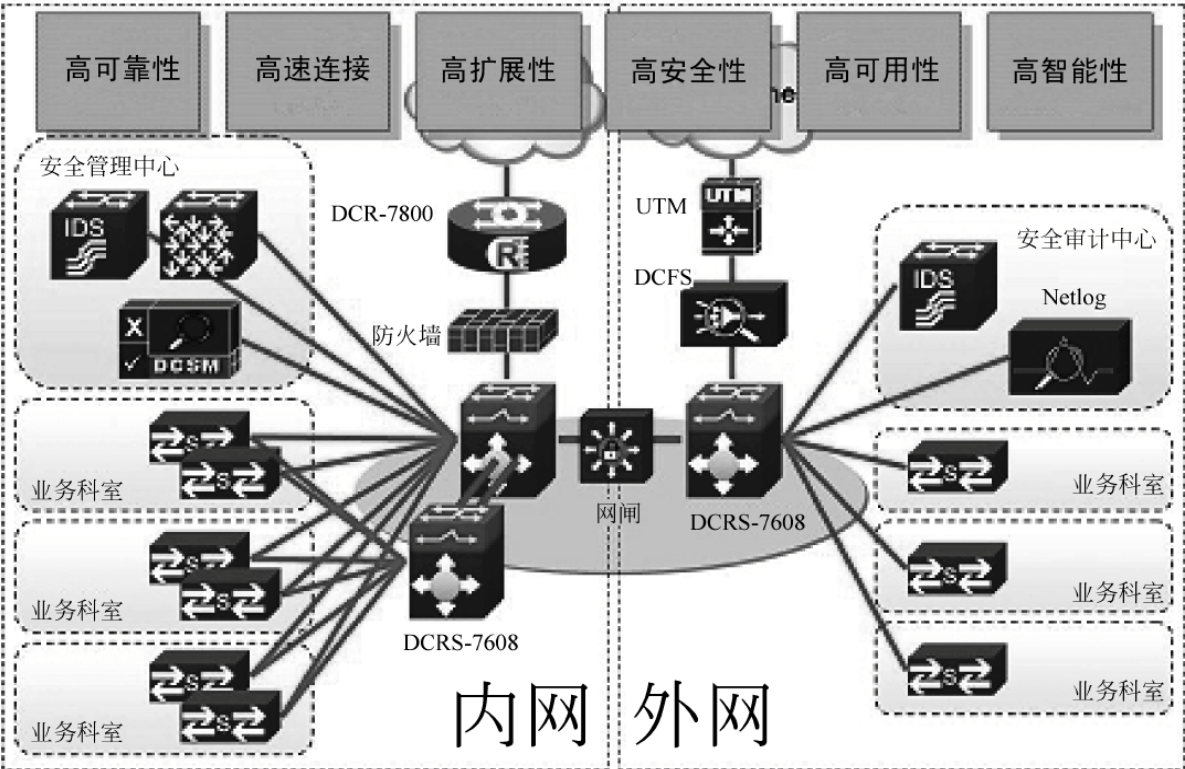 高可靠性
高速连接
高扩展性
高安全性
高可用性
高智能性
安全管理中心
IDS
DCR-7800
R
UTM
UTM
安全审计中心
IDS
DCFS
Netlog
防火墙
X
✓ DCSM
S
S
业务科室
网闸
DCRS-7608
S
业务科室
S
S
业务科室
S
业务科室
DCRS-7608
S
S
业务科室
S
业务科室
内网
外网